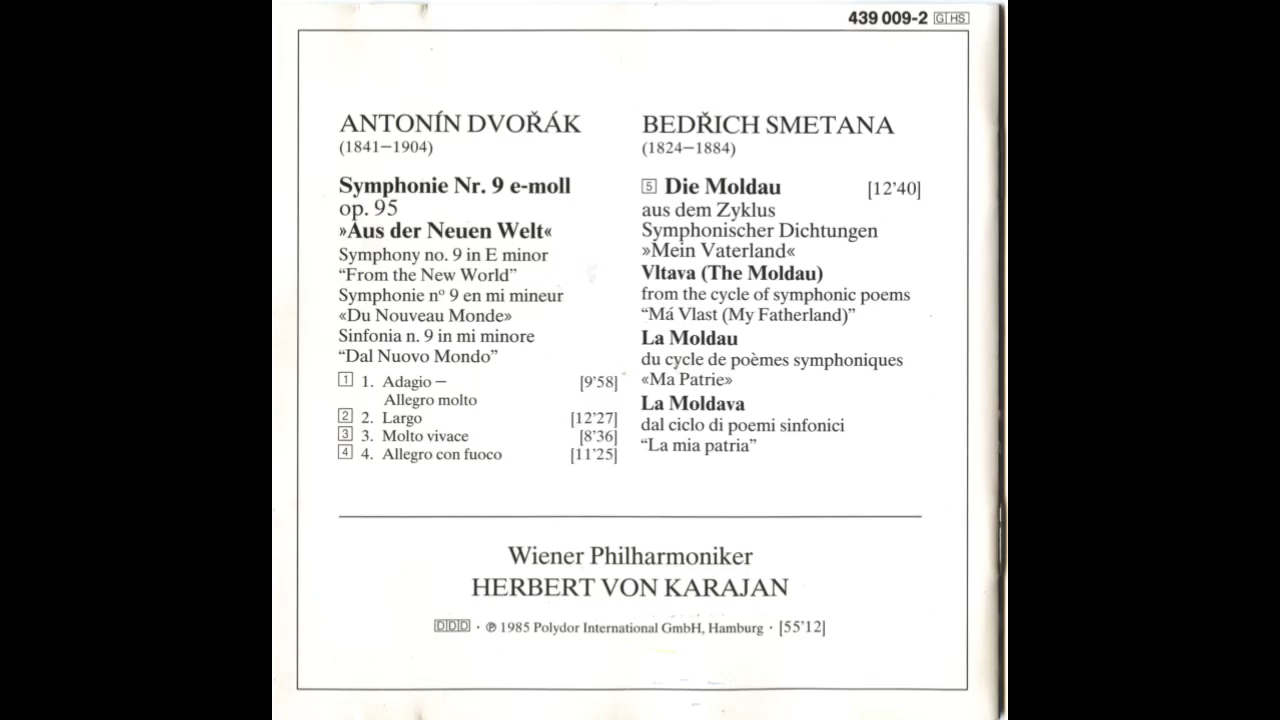 439 009-2 GHS
ANTONÍN DVOŘÁK
(1841–1904)
Symphonie Nr. 9 e-moll
op. 95
»Aus der Neuen Welt«
Symphony no. 9 in E minor
“From the New World”
Symphonie nº 9 en mi mineur
«Du Nouveau Monde»
Sinfonia n. 9 in mi minore
“Dal Nuovo Mondo”
1 1. Adagio – [9’58]
Allegro molto
2 2. Largo [12’27]
3 3. Molto vivace [8’36]
4 4. Allegro con fuoco [11’25]
BEDŘICH SMETANA
(1824–1884)
5 Die Moldau [12’40]
aus dem Zyklus
Symphonischer Dichtungen
»Mein Vaterland«
Vltava (The Moldau)
from the cycle of symphonic poems
“Má Vlast (My Fatherland)”
La Moldau
du cycle de poèmes symphoniques
«Ma Patrie»
La Moldava
dal ciclo di poemi sinfonici
“La mia patria”
Wiener Philharmoniker
HERBERT VON KARAJAN
DDD · ℗ 1985 Polydor International GmbH, Hamburg · [55’12]